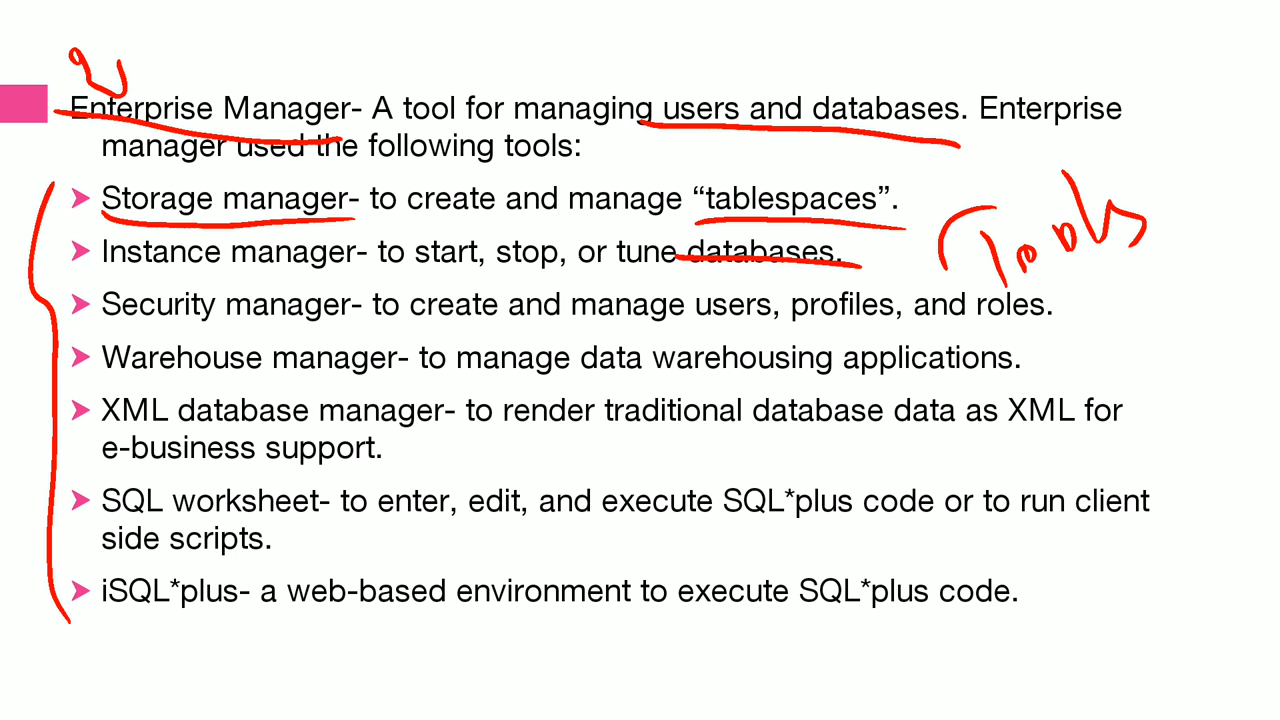 Enterprise Manager- A tool for managing users and databases. Enterprise
manager used the following tools:
➤ Storage manager- to create and manage “tablespaces”.
➤ Instance manager- to start, stop, or tune databases.
Tools
➤ Security manager- to create and manage users, profiles, and roles.
➤ Warehouse manager- to manage data warehousing applications.
➤ XML database manager- to render traditional database data as XML for
e-business support.
➤ SQL worksheet- to enter, edit, and execute SQL*plus code or to run client
side scripts.
➤ iSQL*plus- a web-based environment to execute SQL*plus code.